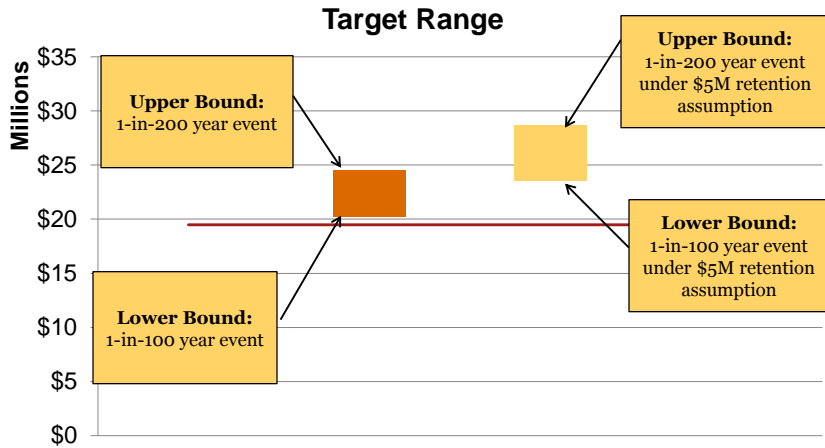 Target Range
Millions
$35
$30
$25
$20
$15
$10
$5
$0
Upper Bound:
1-in-200 year event
Lower Bound:
1-in-100 year event
Upper Bound:
1-in-200 year event
under $5M retention
assumption
Lower Bound:
1-in-100 year event
under $5M retention
assumption